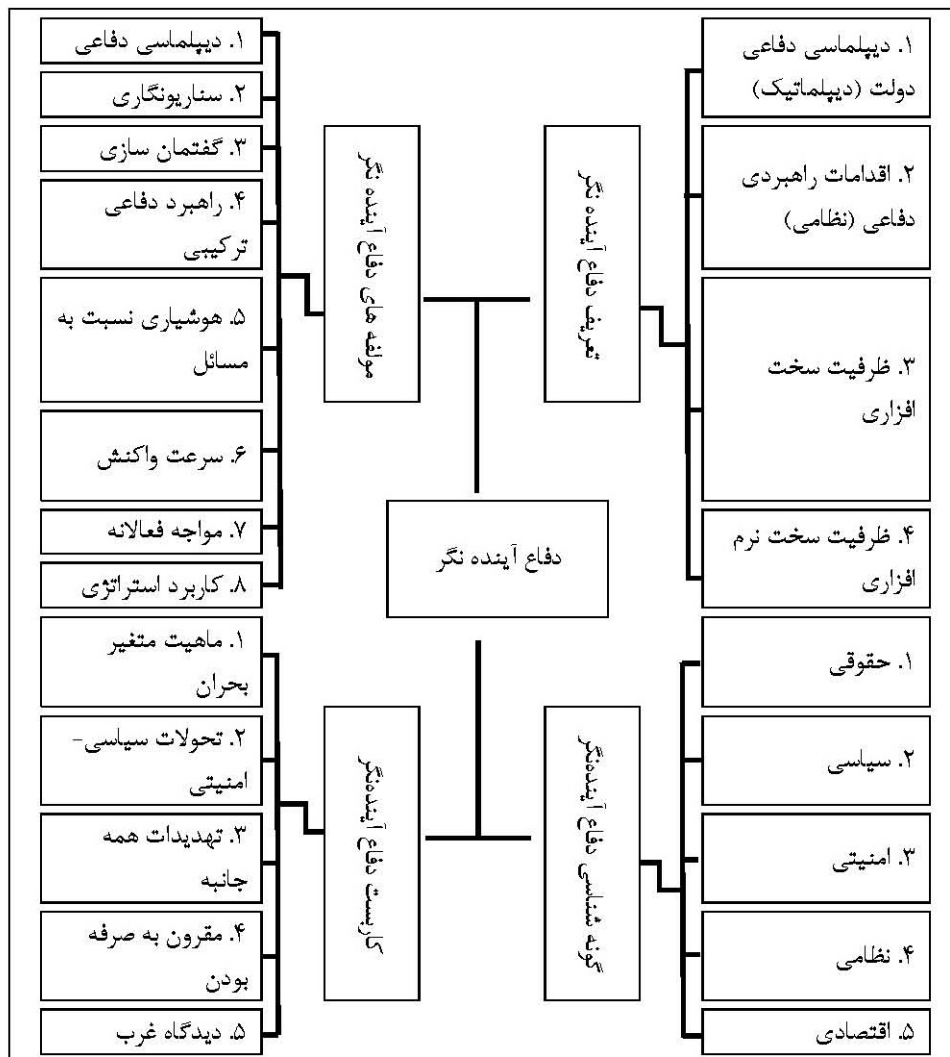 ۱. دیپلماسی دفاعی
دولت (دیپلماتیک)
۲. اقدامات راهبردی
دفاعی (نظامی)
۳. ظرفیت سخت
افزاری
۴. ظرفیت سخت نرم
افزاری
تعریف دفاع آینده نگر
مولفه های دفاع آینده نگر
۱. دیپلماسی دفاعی
۲. سناریونگاری
۳. گفتمان سازی
۴. راهبرد دفاعی
ترکیبی
۵. هوشیاری نسبت به
مسائل
۶. سرعت واکنش
۷. مواجه فعالانه
۸. کاربرد استراتژی
دفاع آینده نگر
۱. حقوقی
۲. سیاسی
۳. امنیتی
۴. نظامی
۵. اقتصادی
گونه شناسی دفاع آینده‌نگر
کاربست دفاع آینده‌نگر
۱. ماهیت متغیر
بحران
۲. تحولات سیاسی-
امنیتی
۳. تهدیدات همه
جانبه
۴. مقرون به صرفه
بودن
۵. دیدگاه غرب